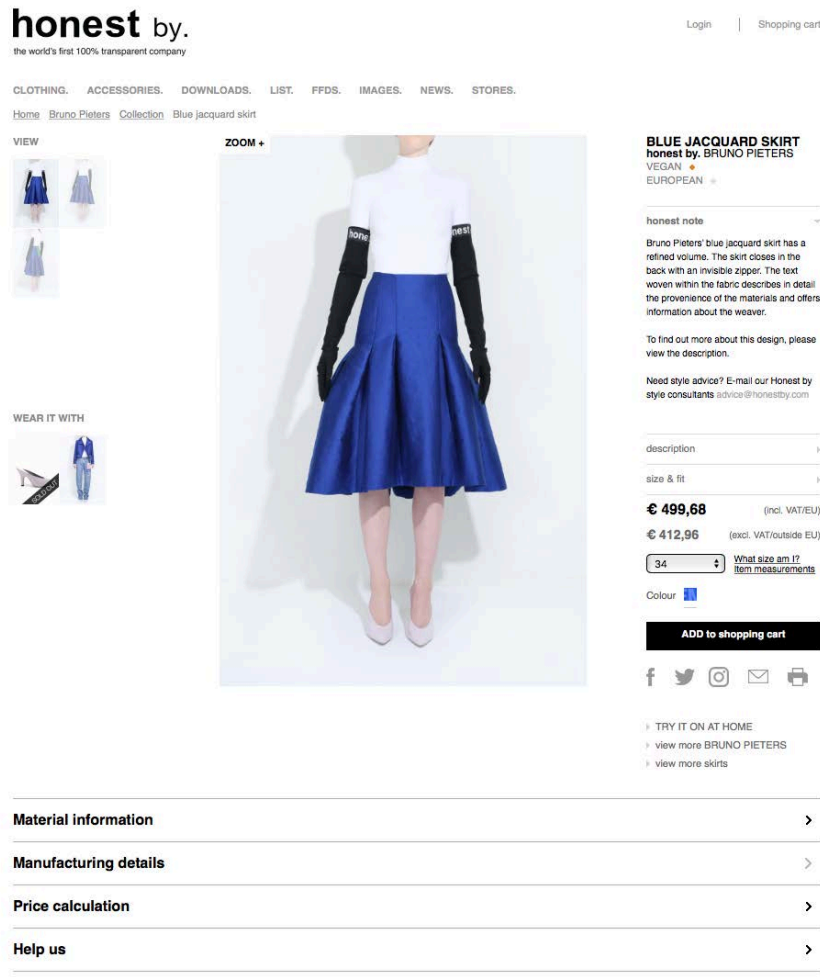 honest by.
the world's first 100% transparent company
Login | Shopping cart
CLOTHING. ACCESSORIES. DOWNLOADS. LIST. FFDS. IMAGES. NEWS. STORES.
Home Bruno Pieters Collection Blue jacquard skirt
VIEW
ZOOM +
hones
nest
WEAR IT WITH
SOLD OUT
BLUE JACQUARD SKIRT
honest by. BRUNO PIETERS
VEGAN
EUROPEAN
honest note
Bruno Pieters' blue jacquard skirt has a
refined volume. The skirt closes in the
back with an invisible zipper. The text
woven within the fabric describes in detail
the provenience of the materials and offers
information about the weaver.
To find out more about this design, please
view the description.
Need style advice? E-mail our Honest by
style consultants advice@honestby.com
description
size & fit
€ 499,68 (incl. VAT/EU)
€ 412,96 (excl. VAT/outside EU)
34 What size am I?
Item measurements
Colour
ADD to shopping cart
TRY IT ON AT HOME
view more BRUNO PIETERS
view more skirts
Material information
Manufacturing details
Price calculation
Help us